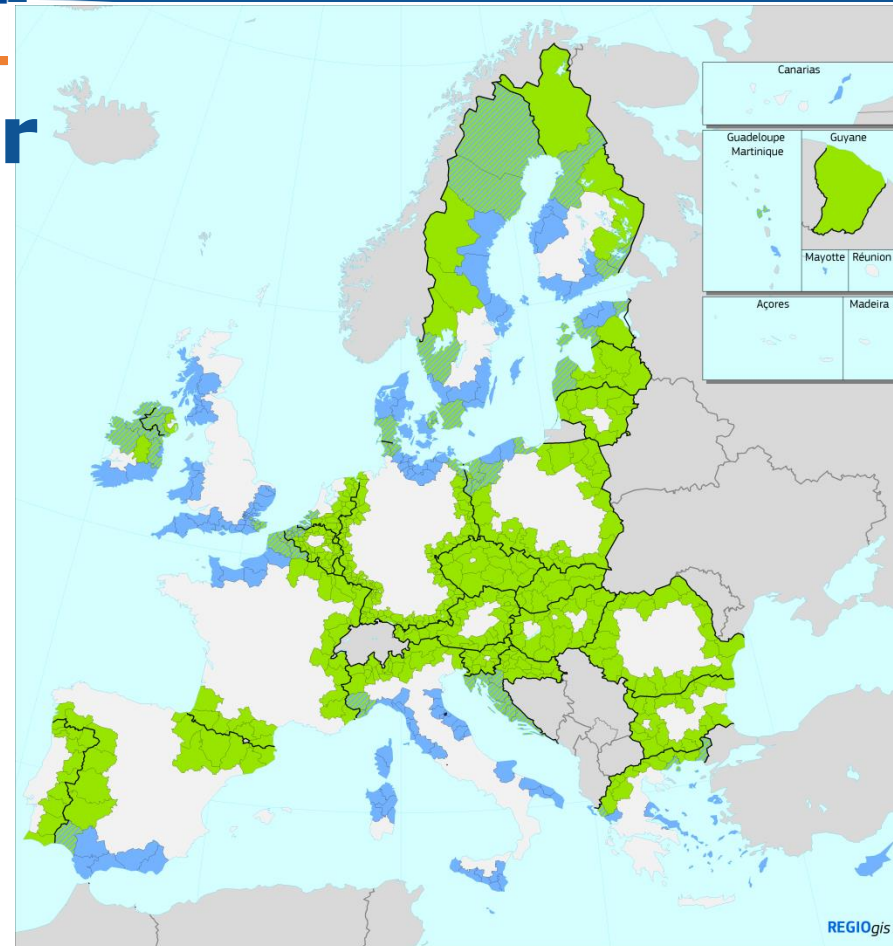 r
Canarias
Guadeloupe
Martinique
Guyane
Mayotte
Réunion
Açores
Madeira
REGIOgis